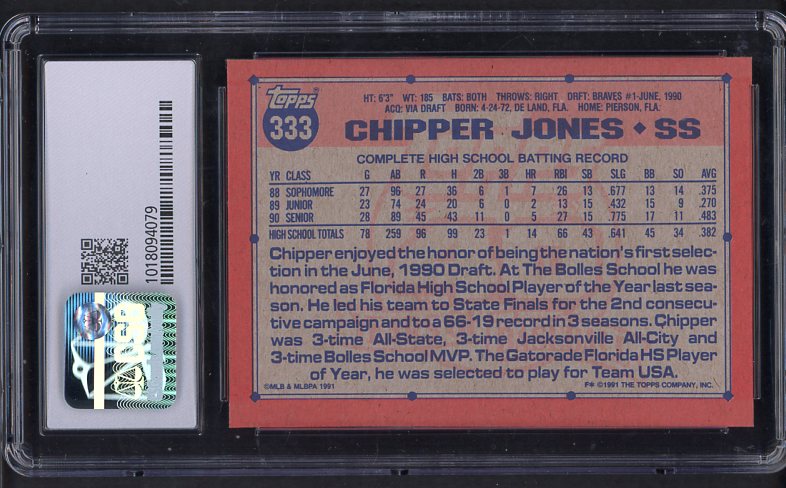 Topps
333
HT: 6'3" WT: 185 BATS: BOTH THROWS: RIGHT DRFT: BRAVES #1-JUNE, 1990
ACQ: VIA DRAFT BORN: 4-24-72, DE LAND, FLA. HOME: PIERSON, FLA.
CHIPPER JONES ♦ SS
COMPLETE HIGH SCHOOL BATTING RECORD
YR CLASS G AB R H 2B 3B HR RBI SB SLG BB SO AVG
88 SOPHOMORE 27 96 27 36 6 1 7 26 13 .677 13 14 .375
89 JUNIOR 23 74 24 20 6 0 2 13 15 .432 15 9 .270
90 SENIOR 28 89 45 43 11 0 5 27 15 .775 17 11 .483
HIGH SCHOOL TOTALS 78 259 96 99 23 1 14 66 43 .641 45 34 .382
Chipper enjoyed the honor of being the nation's first selec-
tion in the June, 1990 Draft. At The Bolles School he was
honored as Florida High School Player of the Year last sea-
son. He led his team to State Finals for the 2nd consecu-
tive campaign and to a 66-19 record in 3 seasons. Chipper
was 3-time All-State, 3-time Jacksonville All-City and
3-time Bolles School MVP. The Gatorade Florida HS Player
of Year, he was selected to play for Team USA.
©MLB & MLBPA 1991
F* ©1991 THE TOPPS COMPANY, INC.
1018094079